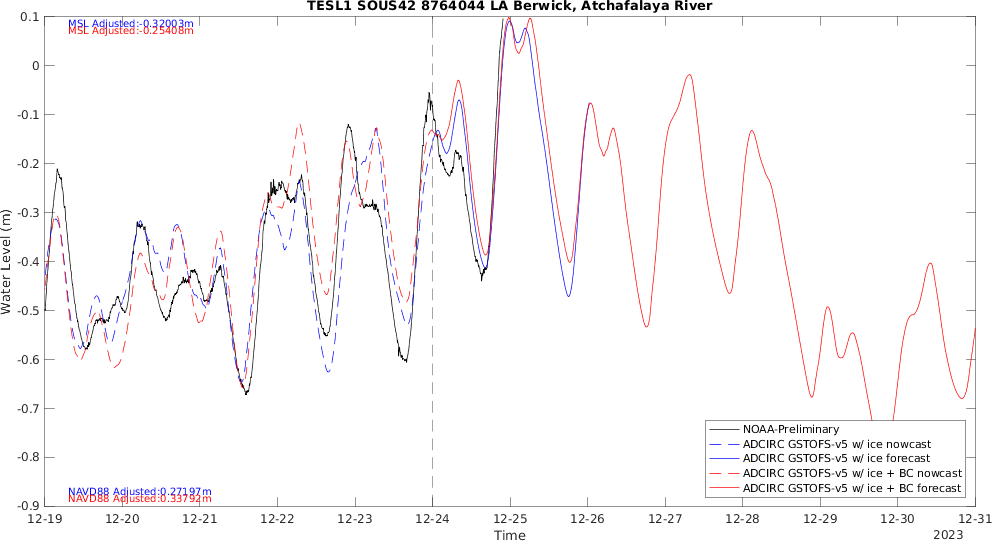 TESL1 SOUS42 8764044 LA Berwick, Atchafalaya River
MSL Adjusted:-0.32003m
MSL Adjusted:-0.25408m
0.1
0
-0.1
-0.2
-0.3
-0.4
-0.5
-0.6
-0.7
-0.8
-0.9
Water Level (m)
NOAA-Preliminary
ADCIRC GSTOFS-v5 w/ ice nowcast
ADCIRC GSTOFS-v5 w/ ice forecast
ADCIRC GSTOFS-v5 w/ ice + BC nowcast
ADCIRC GSTOFS-v5 w/ ice + BC forecast
NAVD88 Adjusted:0.27197m
NAVD88 Adjusted:0.33792m
12-19 12-20 12-21 12-22 12-23 12-24 12-25 12-26 12-27 12-28 12-29 12-30 12-31
Time
2023